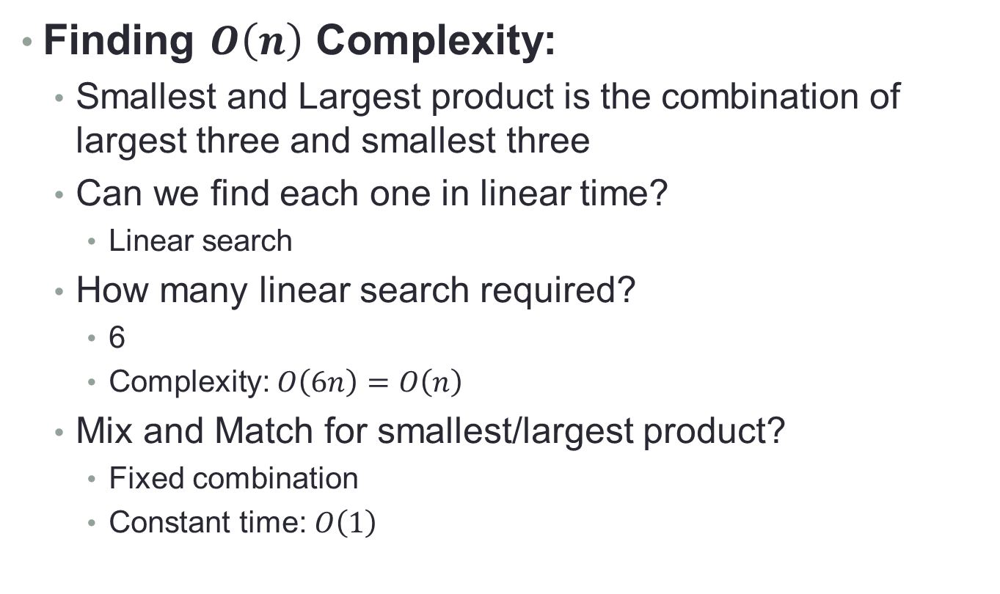 • Finding O(n) Complexity:
• Smallest and Largest product is the combination of
largest three and smallest three
• Can we find each one in linear time?
• Linear search
• How many linear search required?
• 6
• Complexity: O(6n) = O(n)
• Mix and Match for smallest/largest product?
• Fixed combination
• Constant time: O(1)